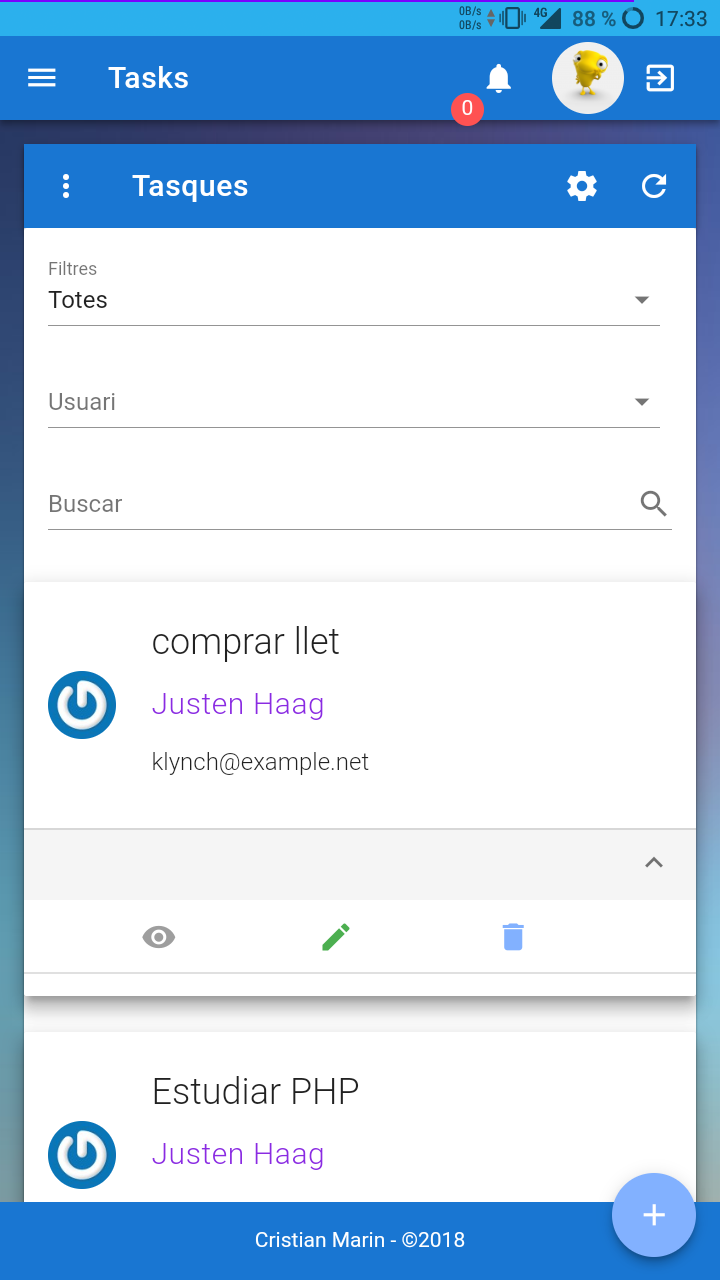 0B/s
0B/s
4G
88 %
17:33
Tasks
0
Tasques
Filtres
Totes
Usuari
Buscar
comprar llet
Justen Haag
klynch@example.net
Estudiar PHP
Justen Haag
Cristian Marin - ©2018